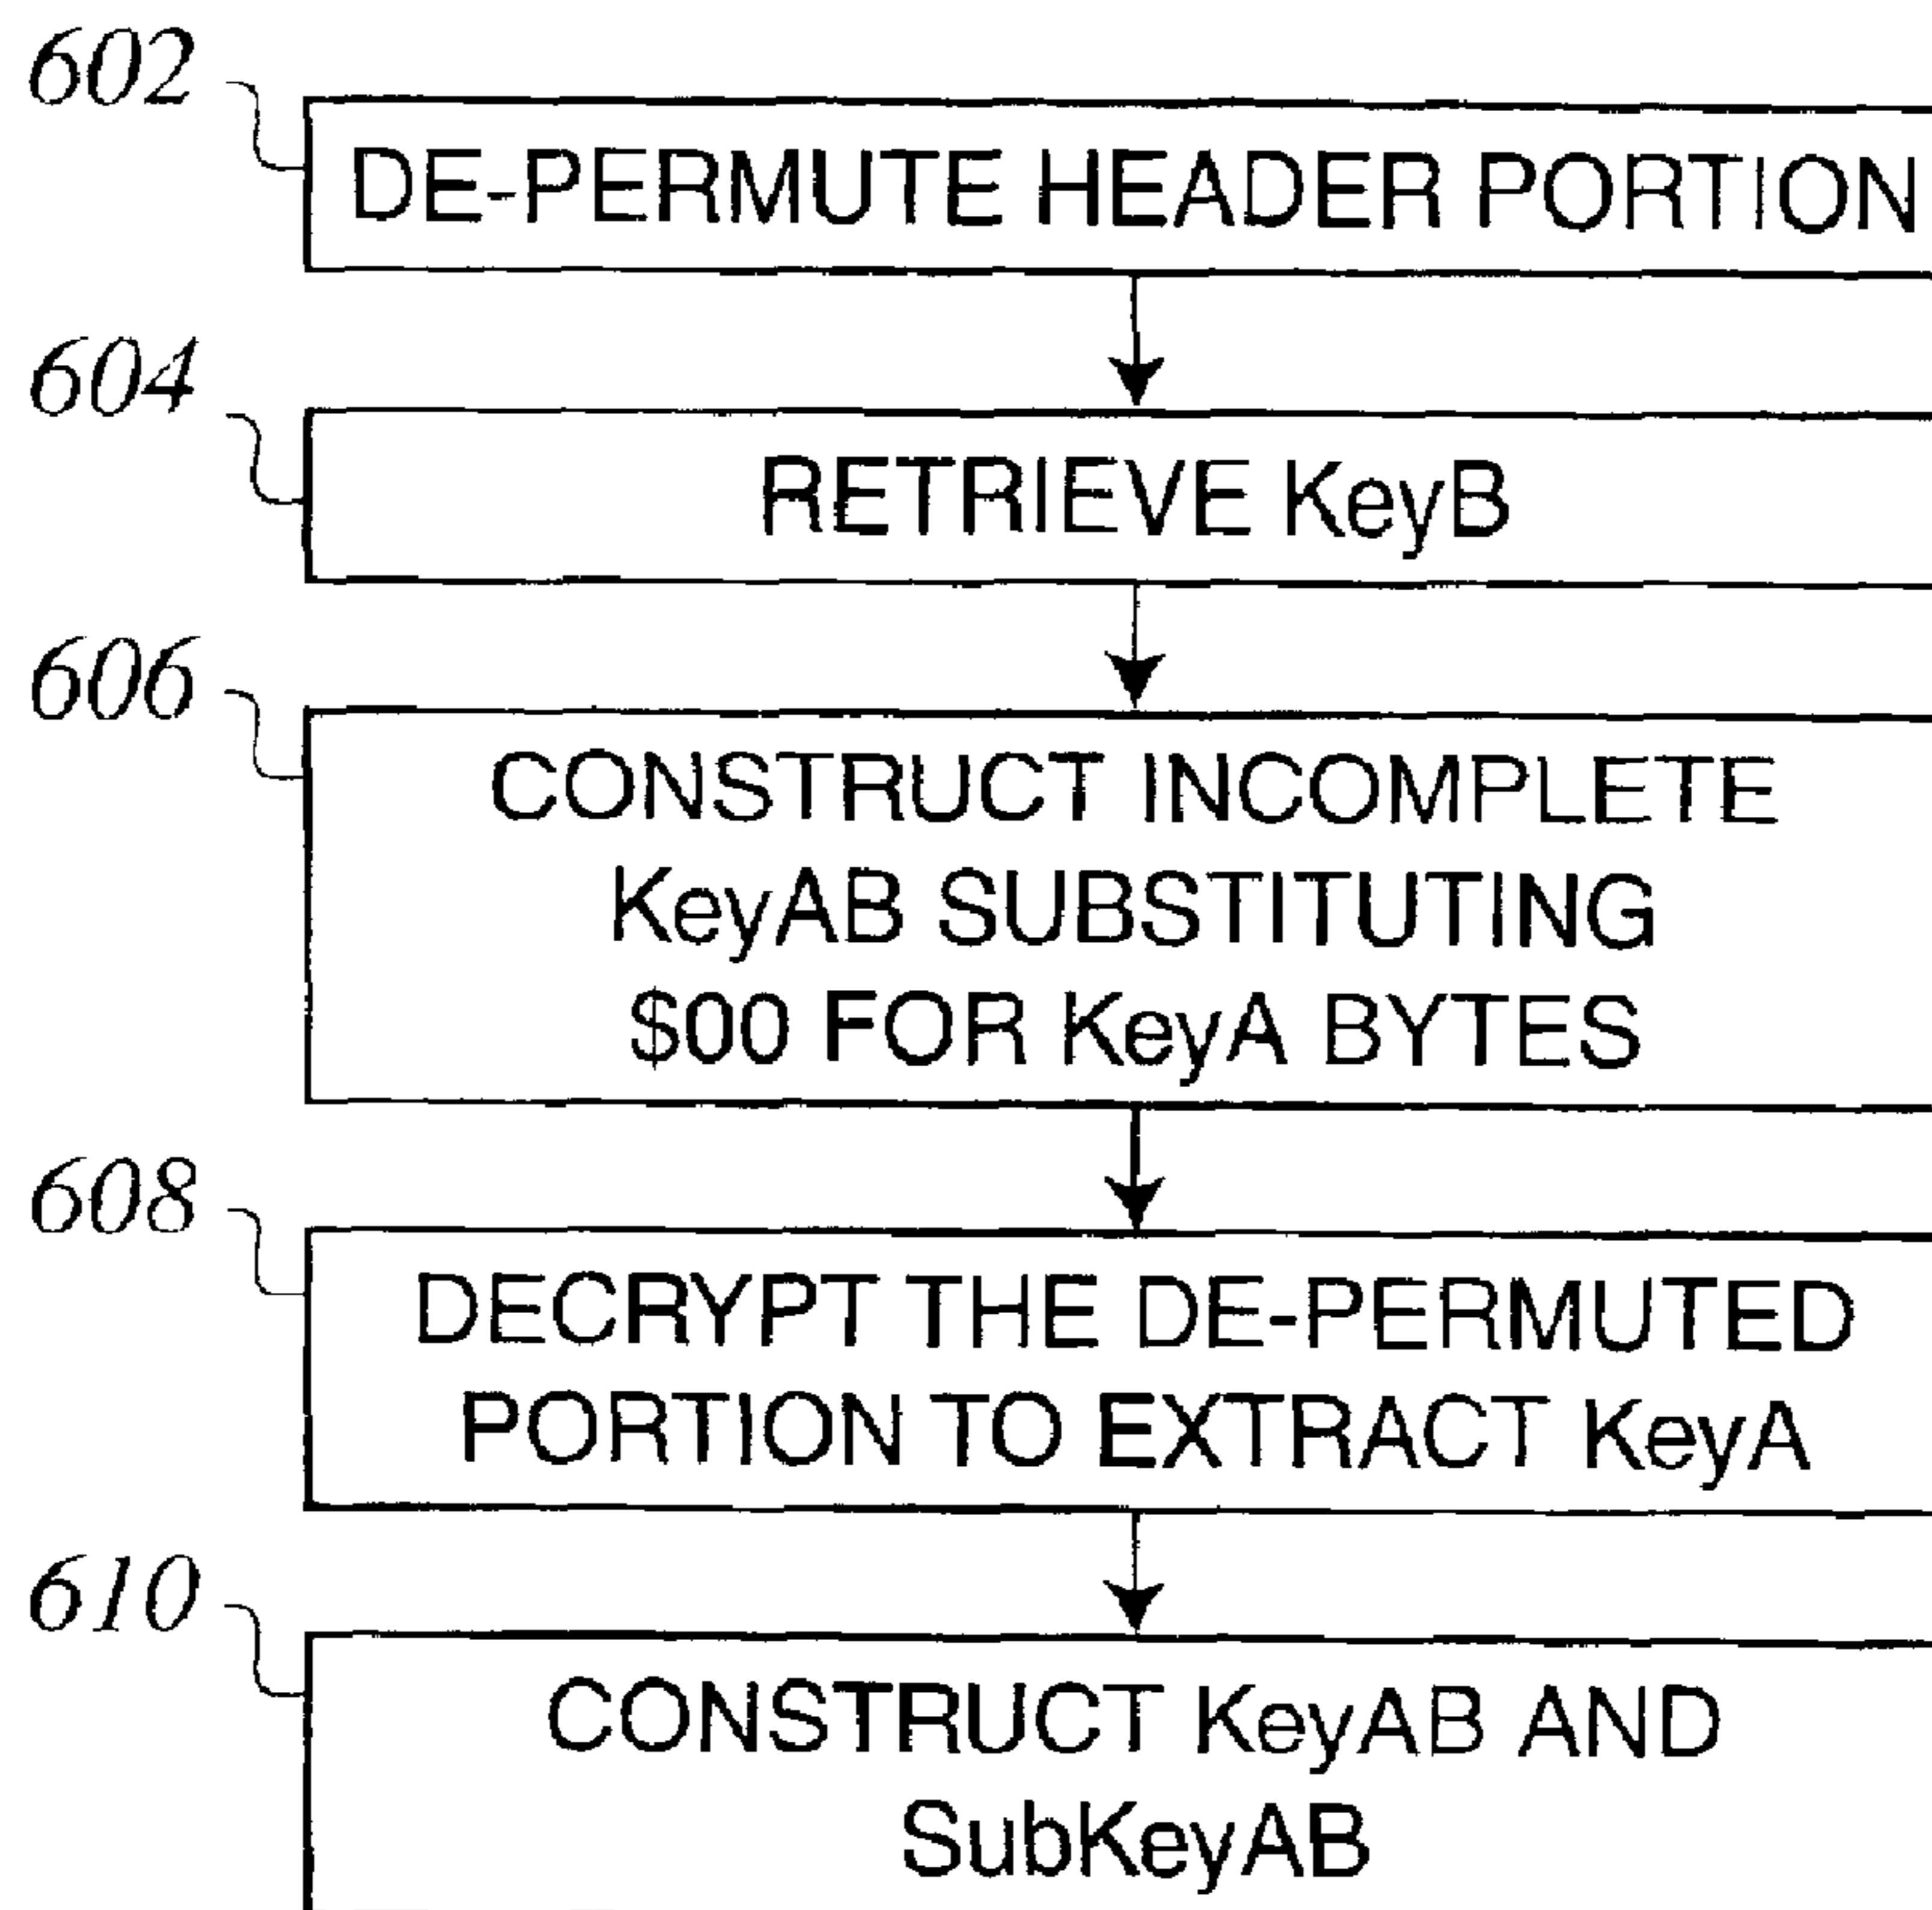 602
DE-PERMUTE HEADER PORTION
604
RETRIEVE KeyB
606
CONSTRUCT INCOMPLETE
KeyAB SUBSTITUTING
$00 FOR KeyA BYTES
608
DECRYPT THE DE-PERMUTED
PORTION TO EXTRACT KeyA
610
CONSTRUCT KeyAB AND
SubKeyAB